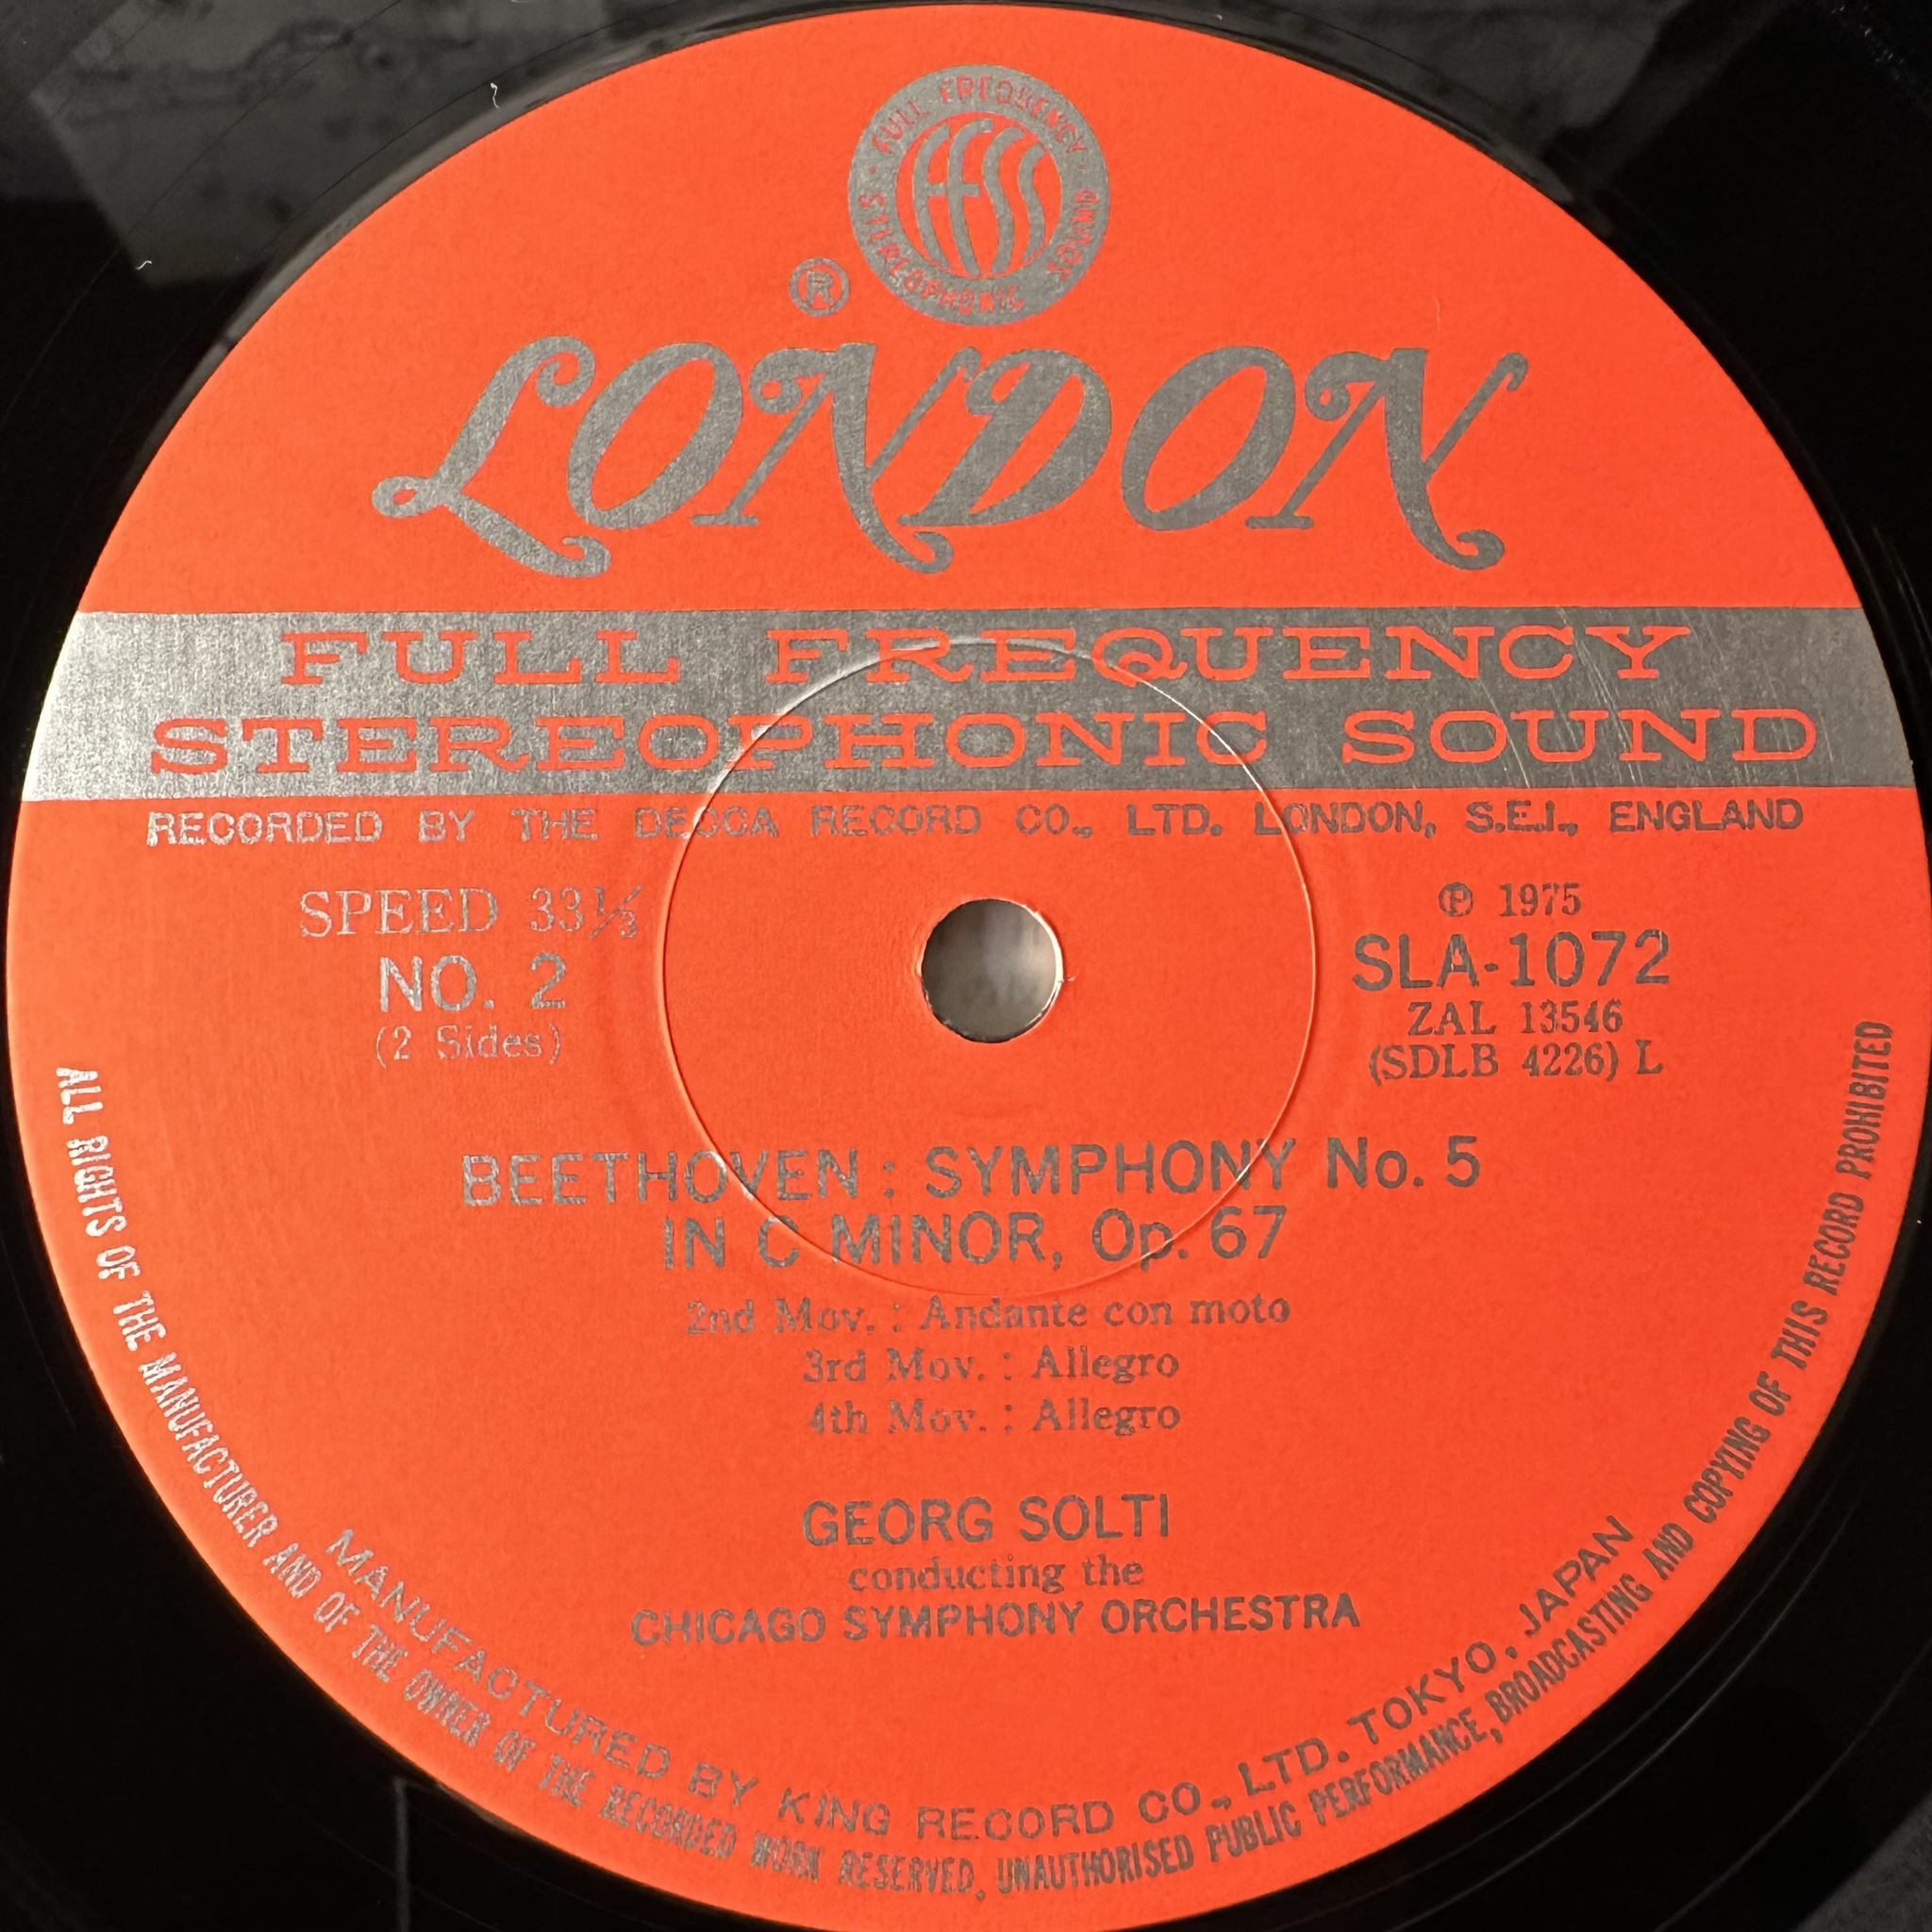 FULL FREQUENCY · STEREOPHONIC SOUND
FFSS
®
LONDON
FULL FREQUENCY
STEREOPHONIC SOUND
RECORDED BY THE DECCA RECORD CO., LTD. LONDON, S.E.I., ENGLAND
SPEED 33⅓
NO. 2
(2 Sides)
℗ 1975
SLA-1072
ZAL 13546
(SDLB 4226) L
BEETHOVEN : SYMPHONY No. 5
IN C MINOR, Op. 67
2nd Mov. : Andante con moto
3rd Mov. : Allegro
4th Mov. : Allegro
GEORG SOLTI
conducting the
CHICAGO SYMPHONY ORCHESTRA
MANUFACTURED BY KING RECORD CO., LTD. TOKYO, JAPAN
ALL RIGHTS OF THE MANUFACTURER AND OF THE OWNER OF THE RECORDED WORK RESERVED, UNAUTHORISED PUBLIC PERFORMANCE, BROADCASTING AND COPYING OF THIS RECORD PROHIBITED